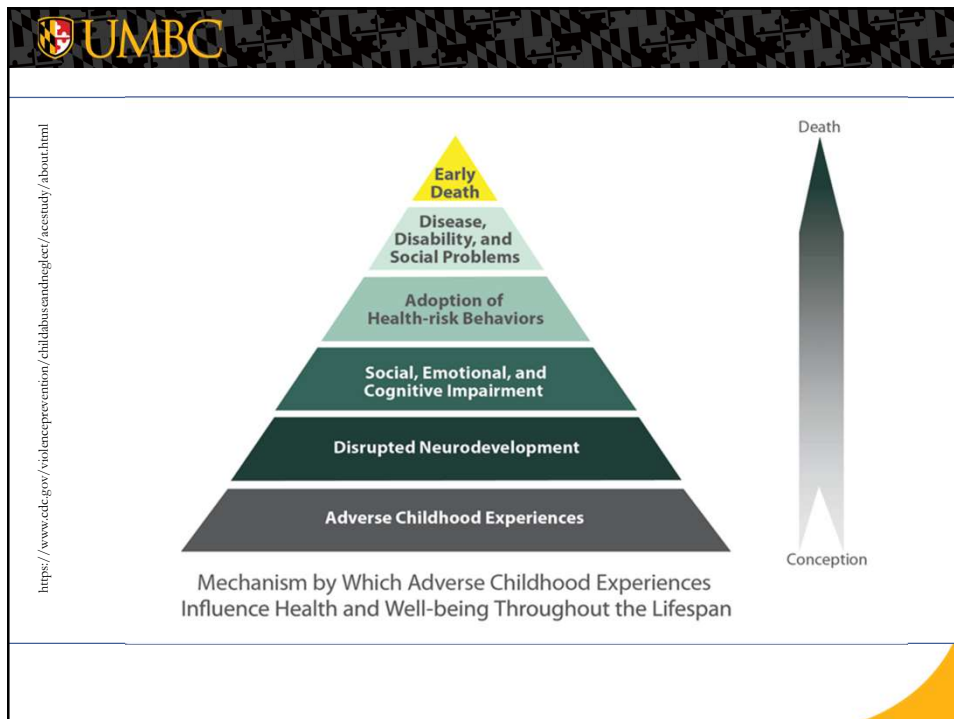 UMBC
https://www.cdc.gov/violenceprevention/childabuseandneglect/acestudy/about.html
Death
Early
Death
Disease,
Disability, and
Social Problems
Adoption of
Health-risk Behaviors
Social, Emotional, and
Cognitive Impairment
Disrupted Neurodevelopment
Adverse Childhood Experiences
Conception
Mechanism by Which Adverse Childhood Experiences
Influence Health and Well-being Throughout the Lifespan